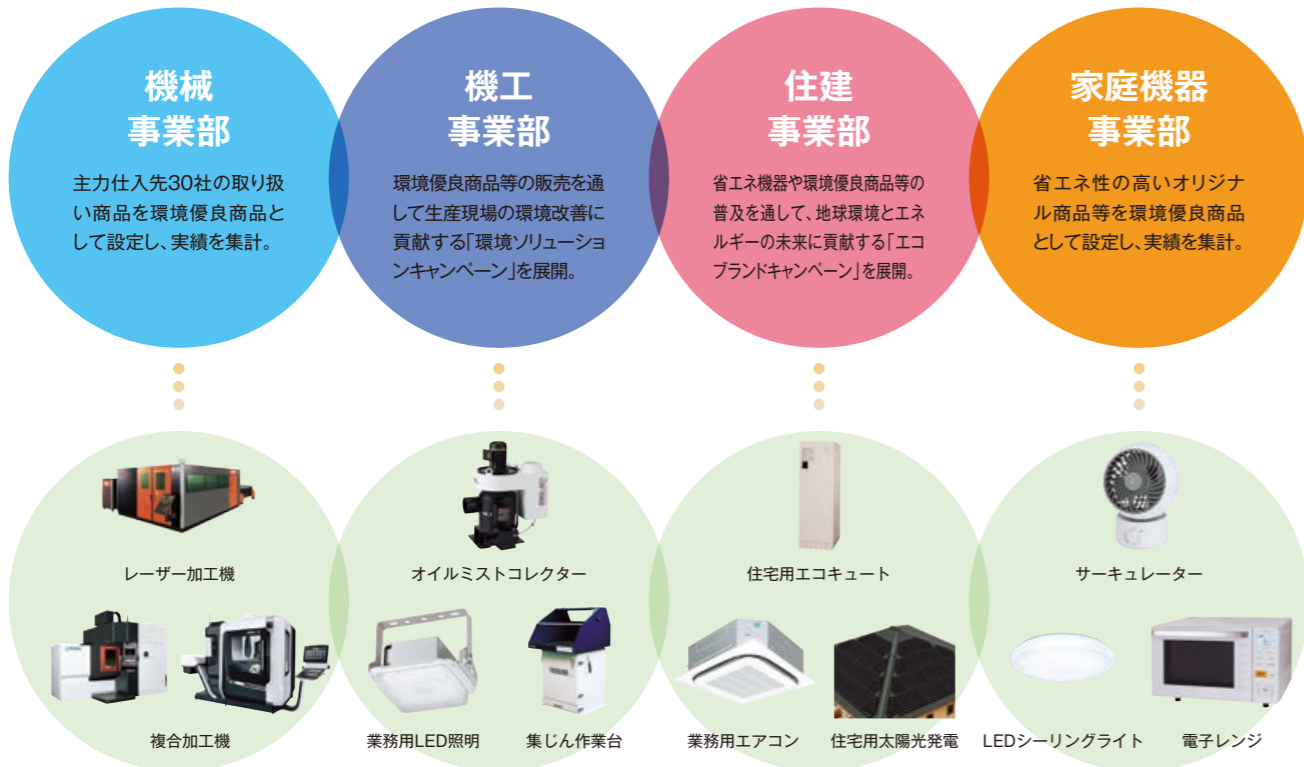 機械
事業部
主力仕入先30社の取り扱
い商品を環境優良商品と
して設定し、実績を集計。
機工
事業部
環境優良商品等の販売を通
して生産現場の環境改善に
貢献する「環境ソリューショ
ンキャンペーン」を展開。
住建
事業部
省エネ機器や環境優良商品等の
普及を通して、地球環境とエネ
ルギーの未来に貢献する「エコ
ブランドキャンペーン」を展開。
家庭機器
事業部
省エネ性の高いオリジナ
ル商品等を環境優良商品
として設定し、実績を集計。
レーザー加工機
複合加工機
オイルミストコレクター
業務用LED照明
集じん作業台
住宅用エコキュート
業務用エアコン
住宅用太陽光発電
サーキュレーター
LEDシーリングライト
電子レンジ